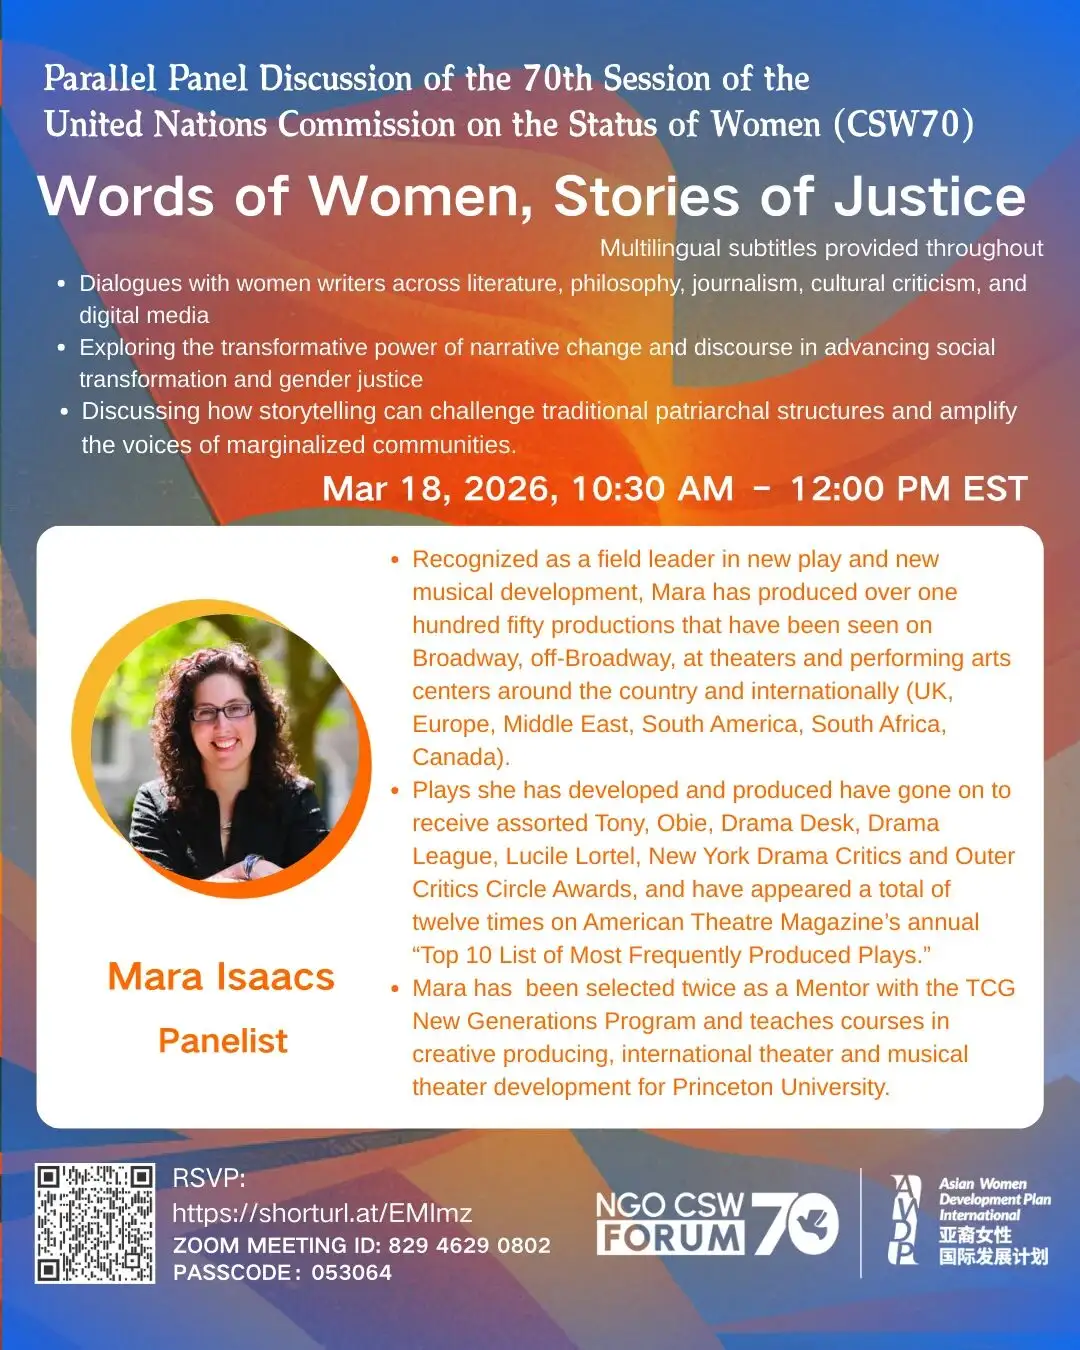 Parallel Panel Discussion of the 70th Session of the
United Nations Commission on the Status of Women (CSW70)
Words of Women, Stories of Justice
Multilingual subtitles provided throughout
• Dialogues with women writers across literature, philosophy, journalism, cultural criticism, and
digital media
• Exploring the transformative power of narrative change and discourse in advancing social
transformation and gender justice
• Discussing how storytelling can challenge traditional patriarchal structures and amplify
the voices of marginalized communities.
Mar 18, 2026, 10:30 AM – 12:00 PM EST
• Recognized as a field leader in new play and new
musical development, Mara has produced over one
hundred fifty productions that have been seen on
Broadway, off-Broadway, at theaters and performing arts
centers around the country and internationally (UK,
Europe, Middle East, South America, South Africa,
Canada).
• Plays she has developed and produced have gone on to
receive assorted Tony, Obie, Drama Desk, Drama
League, Lucile Lortel, New York Drama Critics and Outer
Critics Circle Awards, and have appeared a total of
twelve times on American Theatre Magazine’s annual
“Top 10 List of Most Frequently Produced Plays.”
• Mara has  been selected twice as a Mentor with the TCG
New Generations Program and teaches courses in
creative producing, international theater and musical
theater development for Princeton University.
Mara Isaacs
Panelist
RSVP:
https://shorturl.at/EMImz
ZOOM MEETING ID: 829 4629 0802
PASSCODE: 053064
NGO CSW
FORUM 70
AWDP
Asian Women
Development Plan
International
亚裔女性
国际发展计划